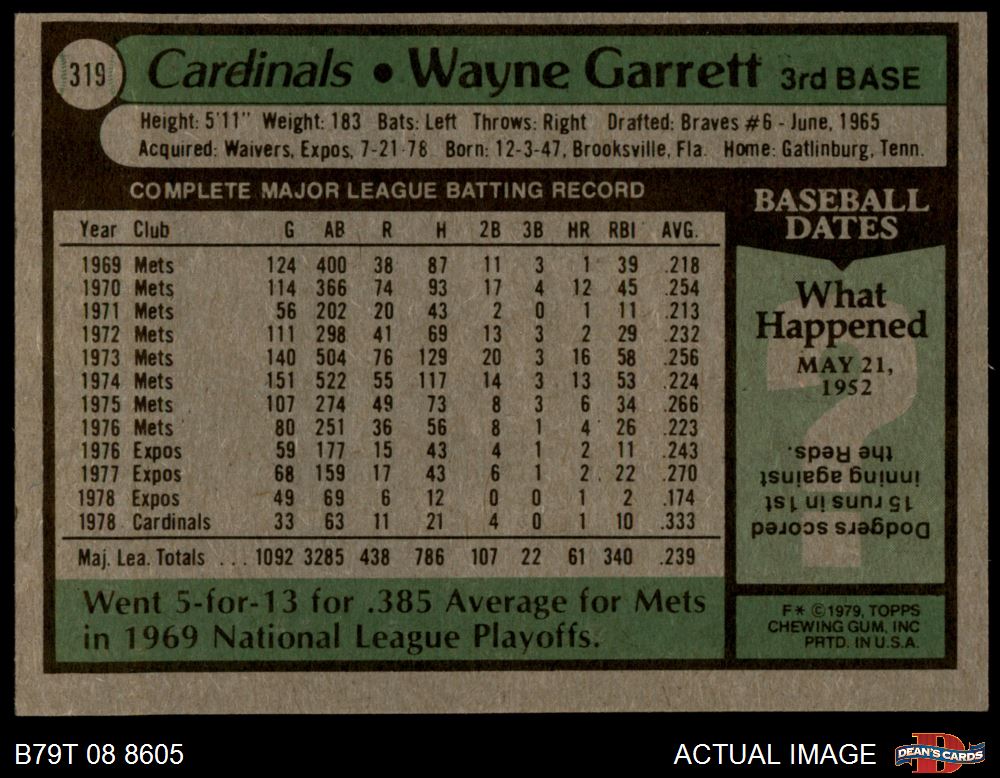 319 Cardinals • Wayne Garrett 3rd BASE
Height: 5'11" Weight: 183 Bats: Left Throws: Right Drafted: Braves #6 - June, 1965
Acquired: Waivers, Expos, 7-21-78 Born: 12-3-47, Brooksville, Fla. Home: Gatlinburg, Tenn.
COMPLETE MAJOR LEAGUE BATTING RECORD
Year Club G AB R H 2B 3B HR RBI AVG.
1969 Mets 124 400 38 87 11 3 1 39 .218
1970 Mets 114 366 74 93 17 4 12 45 .254
1971 Mets 56 202 20 43 2 0 1 11 .213
1972 Mets 111 298 41 69 13 3 2 29 .232
1973 Mets 140 504 76 129 20 3 16 58 .256
1974 Mets 151 522 55 117 14 3 13 53 .224
1975 Mets 107 274 49 73 8 3 6 34 .266
1976 Mets 80 251 36 56 8 1 4 26 .223
1976 Expos 59 177 15 43 4 1 2 11 .243
1977 Expos 68 159 17 43 6 1 2 22 .270
1978 Expos 49 69 6 12 0 0 1 2 .174
1978 Cardinals 33 63 11 21 4 0 1 10 .333
Maj. Lea. Totals ... 1092 3285 438 786 107 22 61 340 .239
Went 5-for-13 for .385 Average for Mets
in 1969 National League Playoffs.
BASEBALL
DATES
What
Happened
MAY 21,
1952
?
Dodgers scored
15 runs in 1st
inning against
the Reds.
F* ©1979, TOPPS
CHEWING GUM, INC
PRTD. IN U.S.A.
B79T 08 8605
ACTUAL IMAGE
D
DEAN'S CARDS